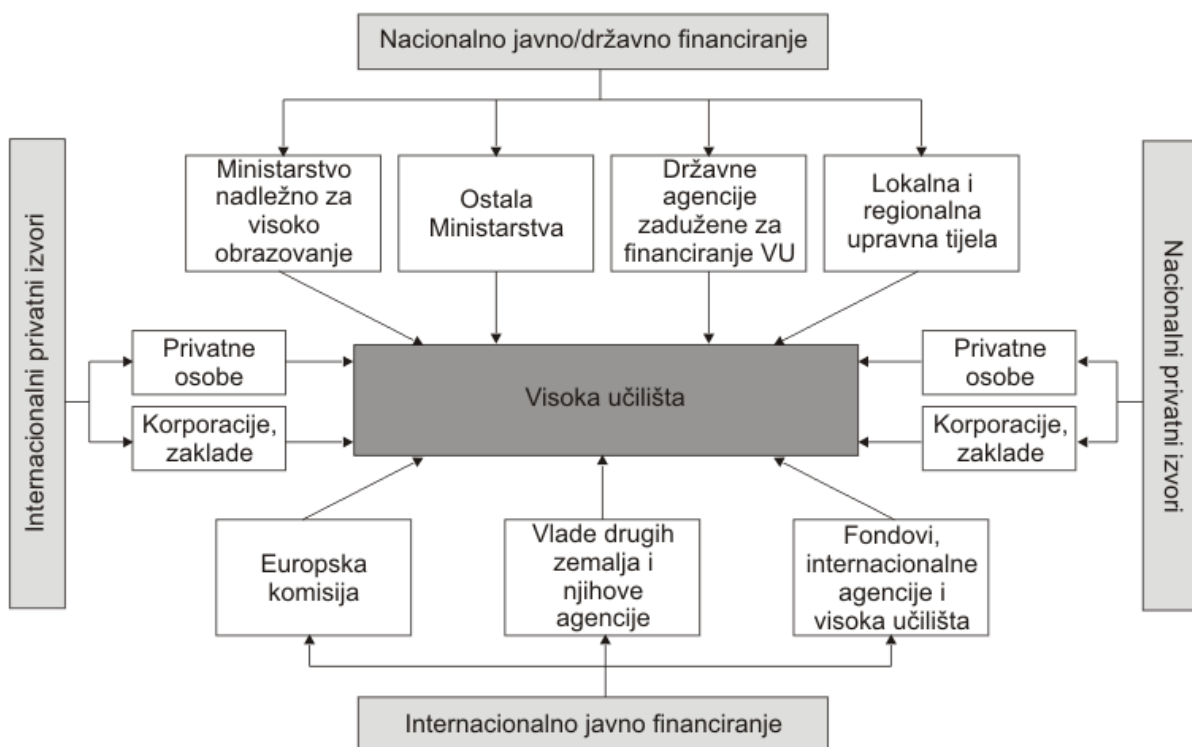 Nacionalno javno/državno financiranje
Ministarstvo
nadležno za
visoko
obrazovanje
Ostala
Ministarstva
Državne
agencije
zadužene za
financiranje VU
Lokalna i
regionalna
upravna tijela
Internacionalni privatni izvori
Privatne
osobe
Korporacije,
zaklade
Visoka učilišta
Privatne
osobe
Korporacije,
zaklade
Nacionalni privatni izvori
Europska
komisija
Vlade drugih
zemalja i
njihove
agencije
Fondovi,
internacionalne
agencije i
visoka učilišta
Internacionalno javno financiranje